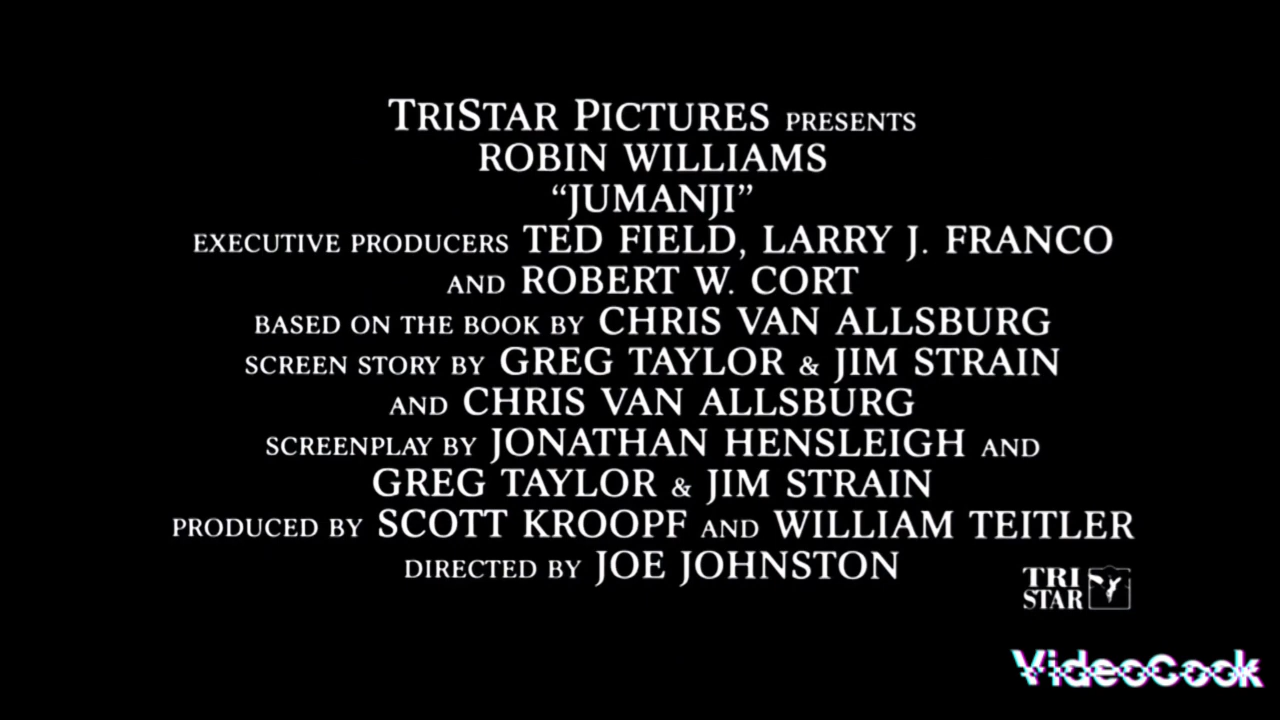 TRISTAR PICTURES PRESENTS
ROBIN WILLIAMS
“JUMANJI”
EXECUTIVE PRODUCERS TED FIELD, LARRY J. FRANCO
AND ROBERT W. CORT
BASED ON THE BOOK BY CHRIS VAN ALLSBURG
SCREEN STORY BY GREG TAYLOR & JIM STRAIN
AND CHRIS VAN ALLSBURG
SCREENPLAY BY JONATHAN HENSLEIGH AND
GREG TAYLOR & JIM STRAIN
PRODUCED BY SCOTT KROOPF AND WILLIAM TEITLER
DIRECTED BY JOE JOHNSTON
TRI
STAR
VideoCook